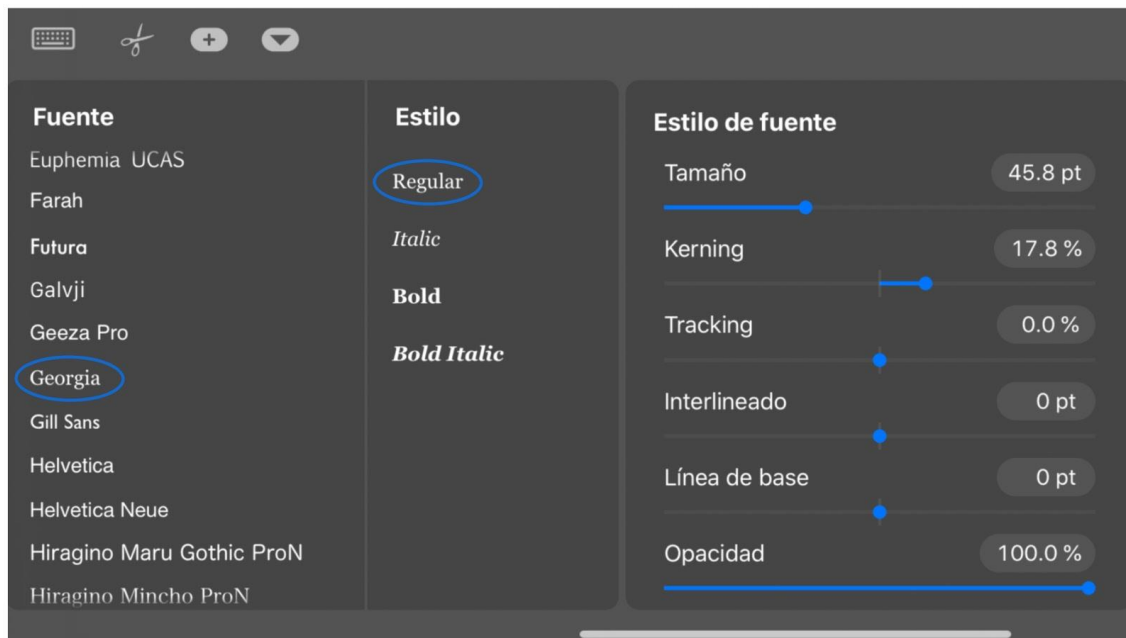 Fuente
Euphemia UCAS
Farah
Futura
Galvji
Geeza Pro
Georgia
Gill Sans
Helvetica
Helvetica Neue
Hiragino Maru Gothic ProN
Hiragino Mincho ProN
Estilo
Regular
Italic
Bold
Bold Italic
Estilo de fuente
Tamaño 45.8 pt
Kerning 17.8 %
Tracking 0.0 %
Interlineado 0 pt
Línea de base 0 pt
Opacidad 100.0 %